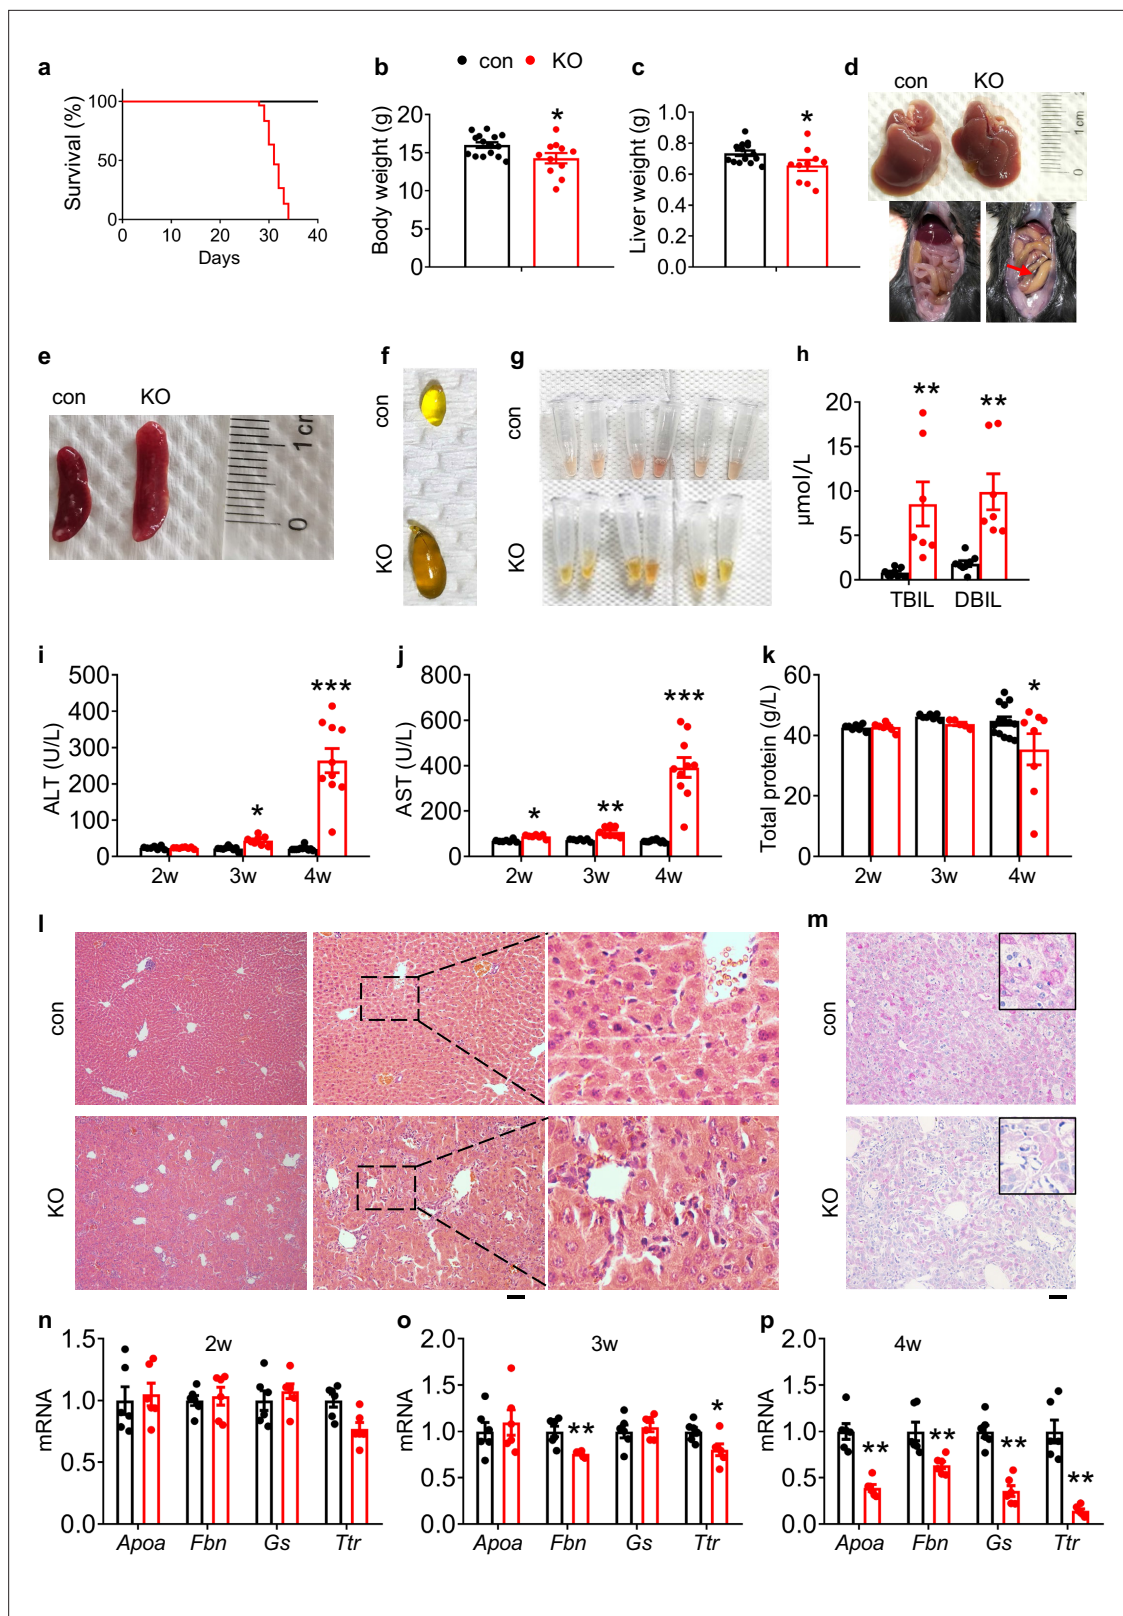 con KO
a
Survival (%)
100
50
0
0 10 20 30 40
Days
b
Body weight (g)
20
15
10
5
0
*
c
Liver weight (g)
1.0
0.8
0.6
0.4
0.2
0.0
*
d
con KO
2
1 cm
0
e
con KO
1 cm
0
f
con
KO
g
con
KO
h
µmol/L
20
15
10
5
0
** **
TBIL DBIL
i
ALT (U/L)
500
400
300
200
100
0
* ***
2w 3w 4w
j
AST (U/L)
800
600
400
200
0
* ** ***
2w 3w 4w
k
Total protein (g/L)
60
40
20
0
*
2w 3w 4w
l
con
KO
m
con
KO
n
2w
mRNA
1.5
1.0
0.5
0.0
Apoa Fbn Gs Ttr
o
3w
mRNA
2.0
1.5
1.0
0.5
0.0
** *
Apoa Fbn Gs Ttr
p
4w
mRNA
2.0
1.5
1.0
0.5
0.0
** ** ** **
Apoa Fbn Gs Ttr